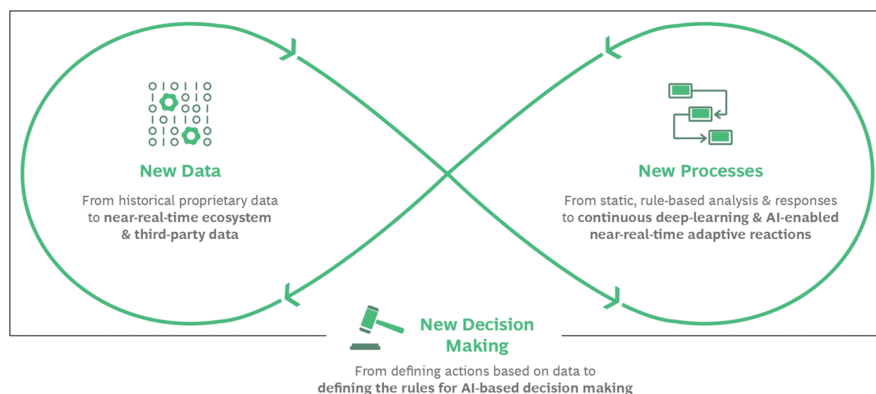 New Data
From historical proprietary data
to near-real-time ecosystem
& third-party data
New Processes
From static, rule-based analysis & responses
to continuous deep-learning & AI-enabled
near-real-time adaptive reactions
New Decision
Making
From defining actions based on data to
defining the rules for AI-based decision making